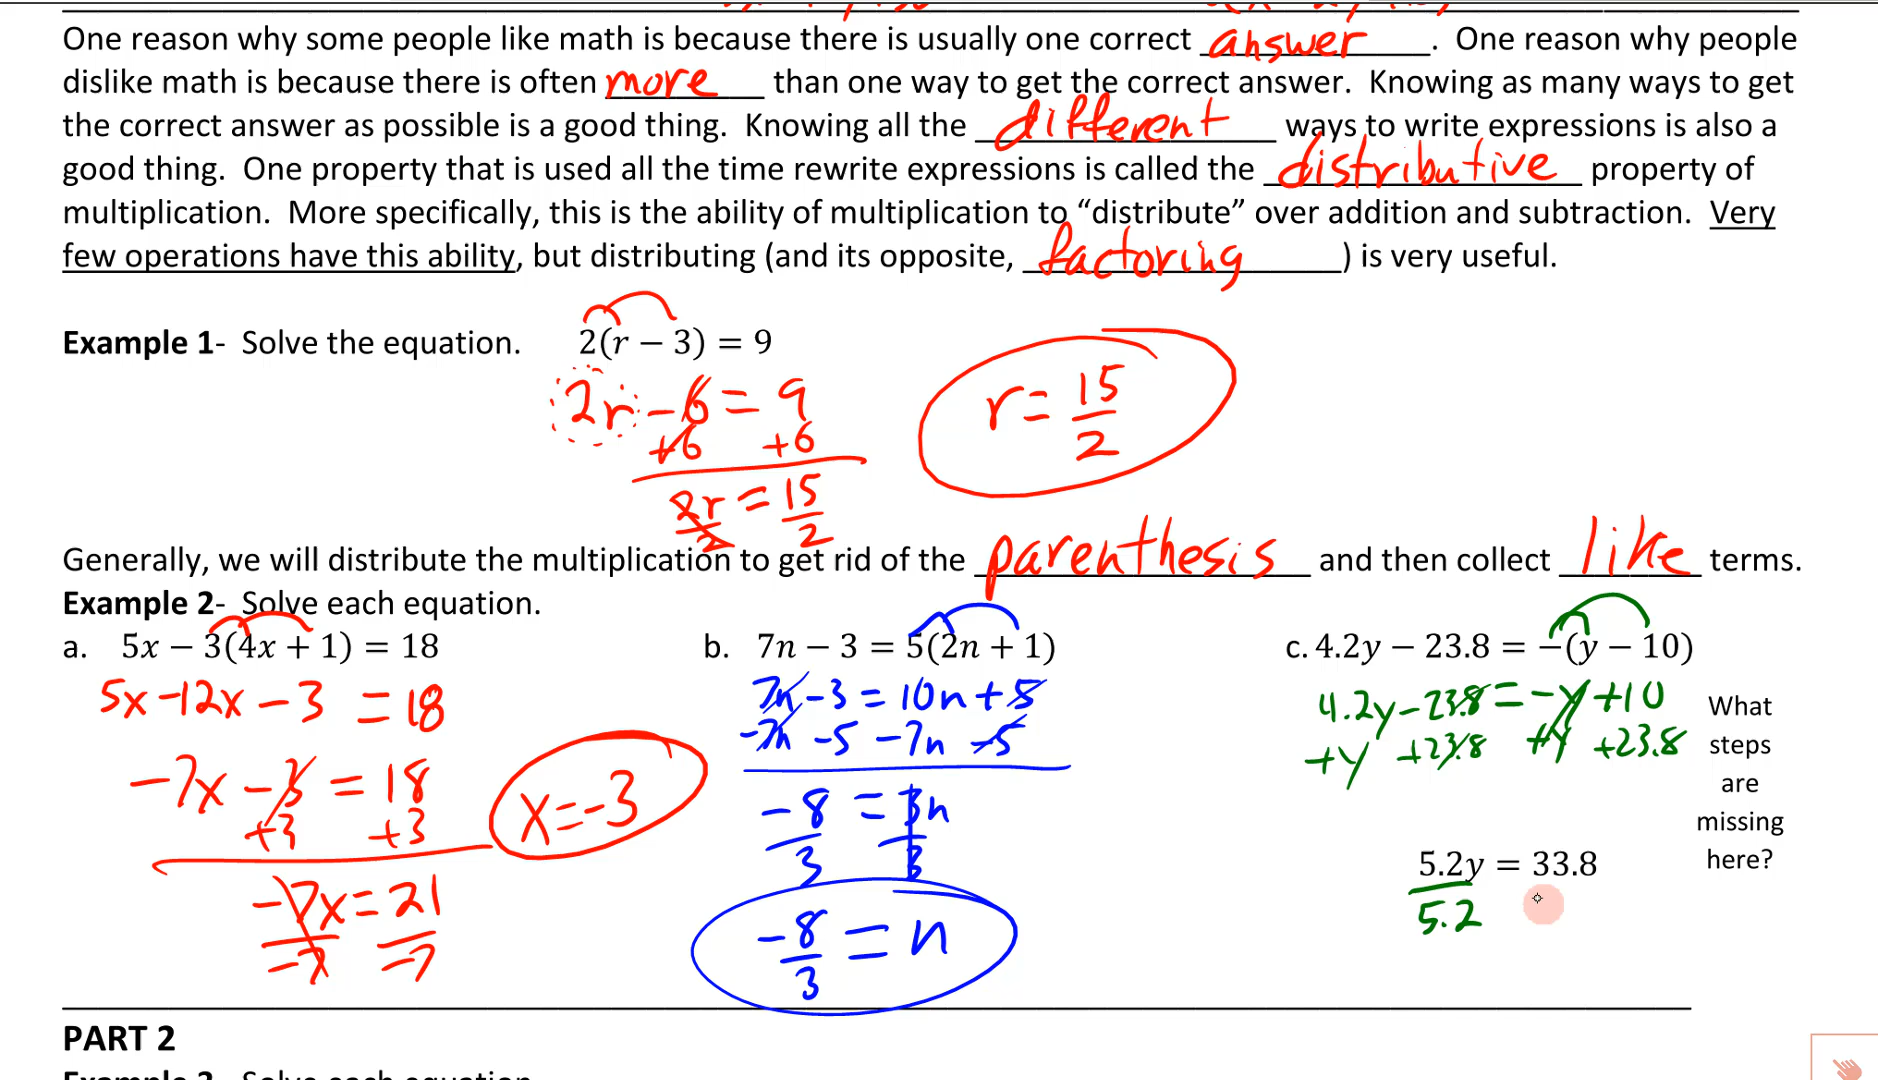 One reason why some people like math is because there is usually one correct answer. One reason why people
dislike math is because there is often more than one way to get the correct answer. Knowing as many ways to get
the correct answer as possible is a good thing. Knowing all the different ways to write expressions is also a
good thing. One property that is used all the time rewrite expressions is called the distributive property of
multiplication. More specifically, this is the ability of multiplication to “distribute” over addition and subtraction. Very
few operations have this ability, but distributing (and its opposite, factoring) is very useful.
Example 1- Solve the equation. 2(r − 3) = 9
2r - 6 = 9
+6 +6
2r/2 = 15/2
r = 15/2
Generally, we will distribute the multiplication to get rid of the parenthesis and then collect like terms.
Example 2- Solve each equation.
a. 5x − 3(4x + 1) = 18
5x -12x - 3 = 18
-7x - 3 = 18
+3 +3
-7x/-7 = 21/-7
x = -3
b. 7n − 3 = 5(2n + 1)
7n - 3 = 10n + 5
-7n -5 -7n -5
-8/3 = 3n/3
-8/3 = n
c. 4.2y − 23.8 = −(y − 10)
4.2y - 23.8 = -y + 10
+y +23.8 +y +23.8
What
steps
are
missing
here?
5.2y = 33.8
5.2
PART 2